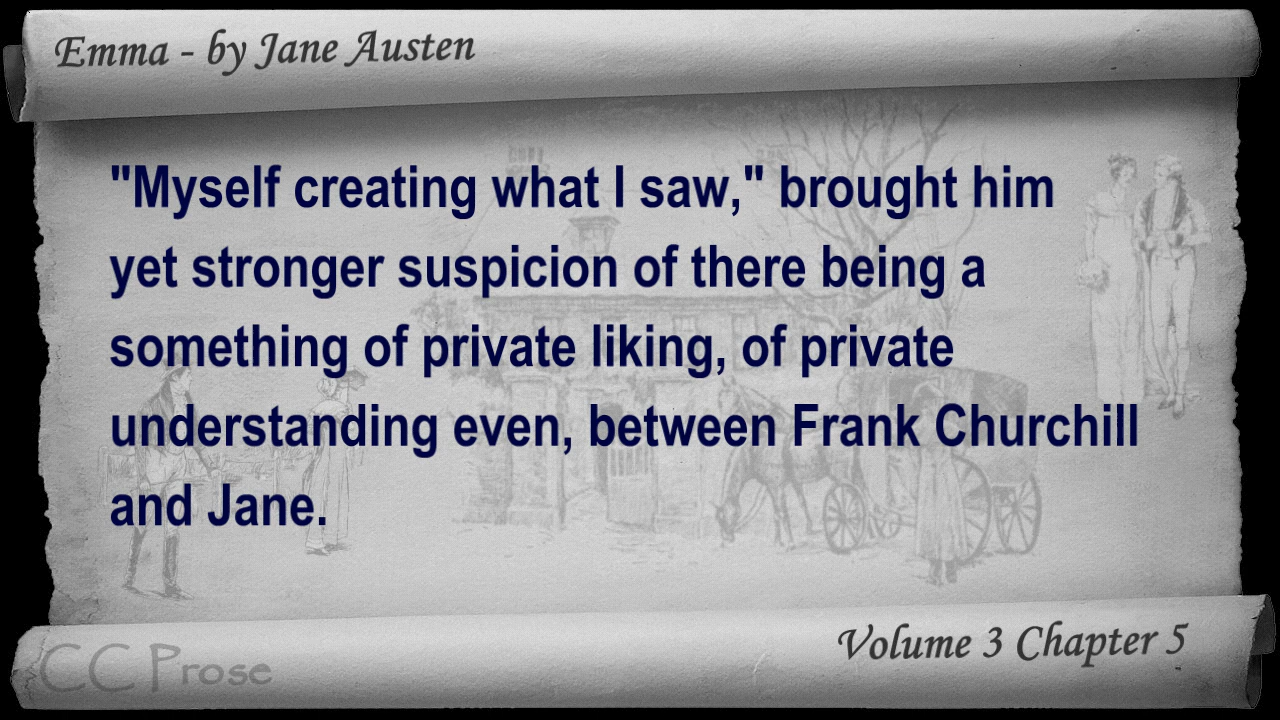 Emma - by Jane Austen
"Myself creating what I saw," brought him
yet stronger suspicion of there being a
something of private liking, of private
understanding even, between Frank Churchill
and Jane.
Volume 3 Chapter 5
CC Prose